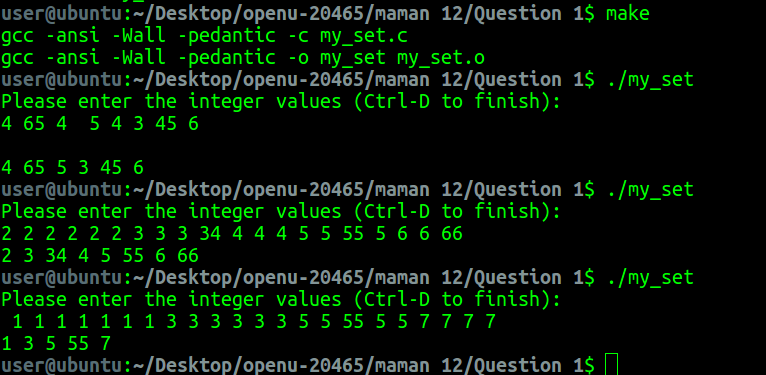 user@ubuntu:~/Desktop/openu-20465/maman 12/Question 1$ make
gcc -ansi -Wall -pedantic -c my_set.c
gcc -ansi -Wall -pedantic -o my_set my_set.o
user@ubuntu:~/Desktop/openu-20465/maman 12/Question 1$ ./my_set
Please enter the integer values (Ctrl-D to finish):
4 65 4  5 4 3 45 6
4 65 5 3 45 6
user@ubuntu:~/Desktop/openu-20465/maman 12/Question 1$ ./my_set
Please enter the integer values (Ctrl-D to finish):
2 2 2 2 2 2 3 3 3 34 4 4 4 5 5 55 5 6 6 66
2 3 34 4 5 55 6 66
user@ubuntu:~/Desktop/openu-20465/maman 12/Question 1$ ./my_set
Please enter the integer values (Ctrl-D to finish):
 1 1 1 1 1 1 1 3 3 3 3 3 3 5 5 55 5 5 7 7 7 7
1 3 5 55 7
user@ubuntu:~/Desktop/openu-20465/maman 12/Question 1$